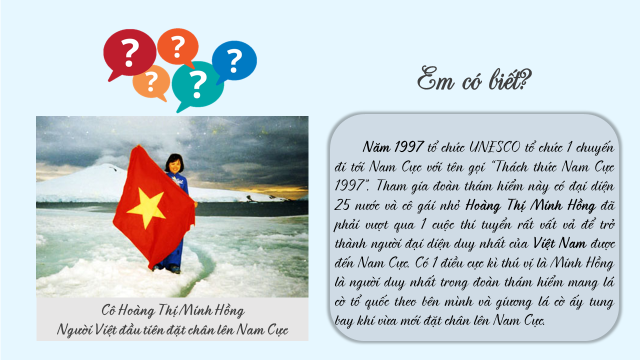 ? ? ? ? ?
Em có biết?
Năm 1997 tổ chức UNESCO tổ chức 1 chuyến
đi tới Nam Cực với tên gọi "Thách thức Nam Cực
1997". Tham gia đoàn thám hiểm này có đại diện
25 nước và cô gái nhỏ Hoàng Thị Minh Hồng đã
phải vượt qua 1 cuộc thi tuyển rất vất vả để trở
thành người đại diện duy nhất của Việt Nam được
đến Nam Cực. Có 1 điều cực kì thú vị là Minh Hồng
là người duy nhất trong đoàn thám hiểm mang lá
cờ tổ quốc theo bên mình và giương lá cờ ấy tung
bay khi vừa mới đặt chân lên Nam Cực.
Cô Hoàng Thị Minh Hồng
Người Việt đầu tiên đặt chân lên Nam Cực